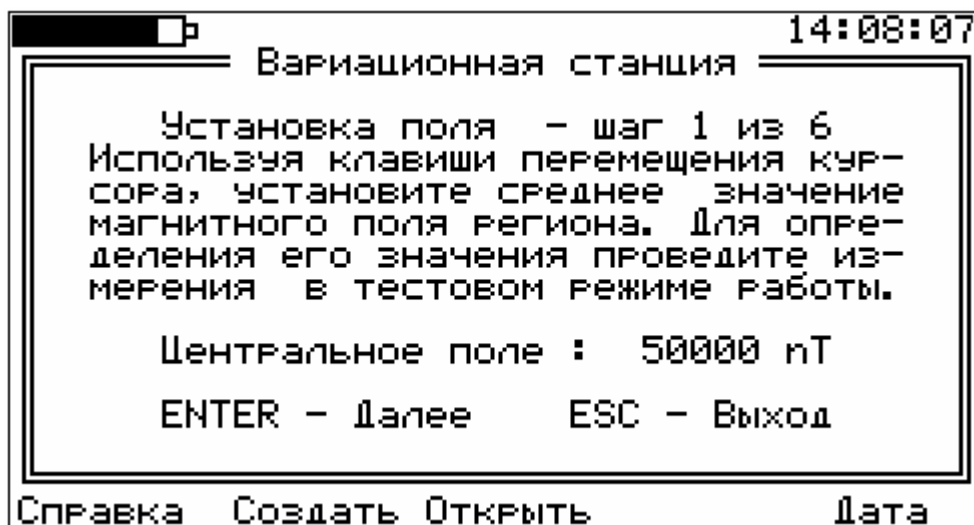 14:08:07
Вариационная станция
Установка поля - шаг 1 из 6
Используя клавиши перемещения кур-
сора, установите среднее значение
магнитного поля региона. Для опре-
деления его значения проведите из-
мерения в тестовом режиме работы.
Центральное поле : 50000 nT
ENTER - Далее ESC - Выход
Справка Создать Открыть Дата